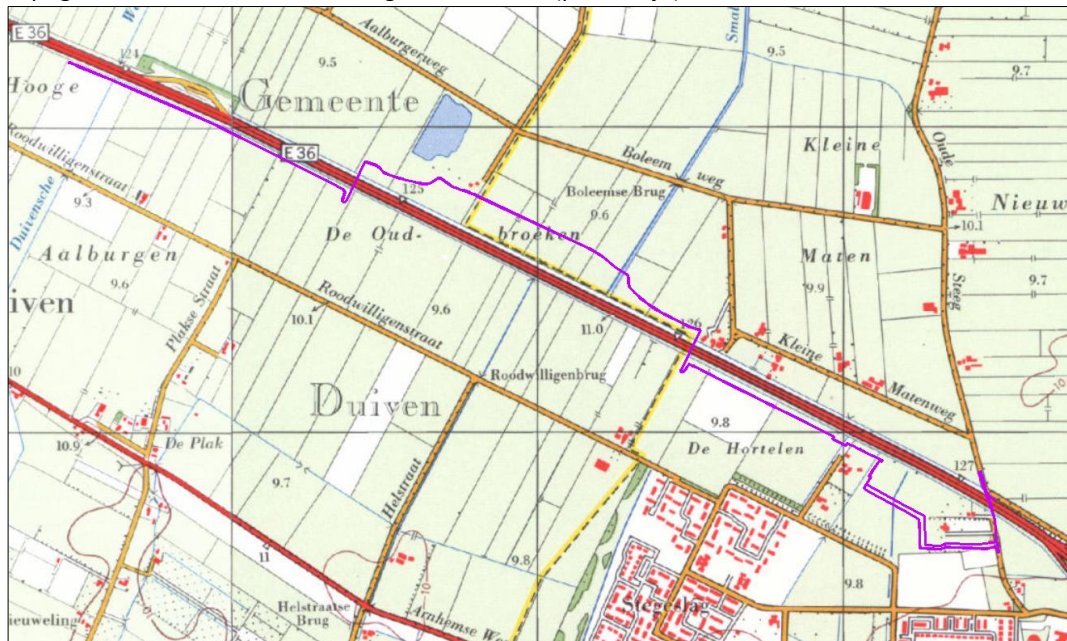 E 36
124
9.5
Aalburgerweg
Smal
9.5
9.7
Hooge
Gemeente
E 36
Roodwilligenstraat
Boleem
weg
Kleine
Oude
9.3
125
Boleemse Brug
9.6
Nieuw
10.1
Duivensche
De Oud-
broeken
Aalburgen
9.6
Maten
9.7
iven
Plakse Straat
Roodwilligenstraat
10.1
9.6
11.0
126
9.9
Steeg
Kleine
Matenweg
10
Roodwilligenbrug
10
Duiven
9.8
De Hortelen
10.9
De Plak
9.7
Helstraat
127
11
9.8
9.8
10
Stegeslag
ieuweling
Helstraatse
Brug
Arnhemse We